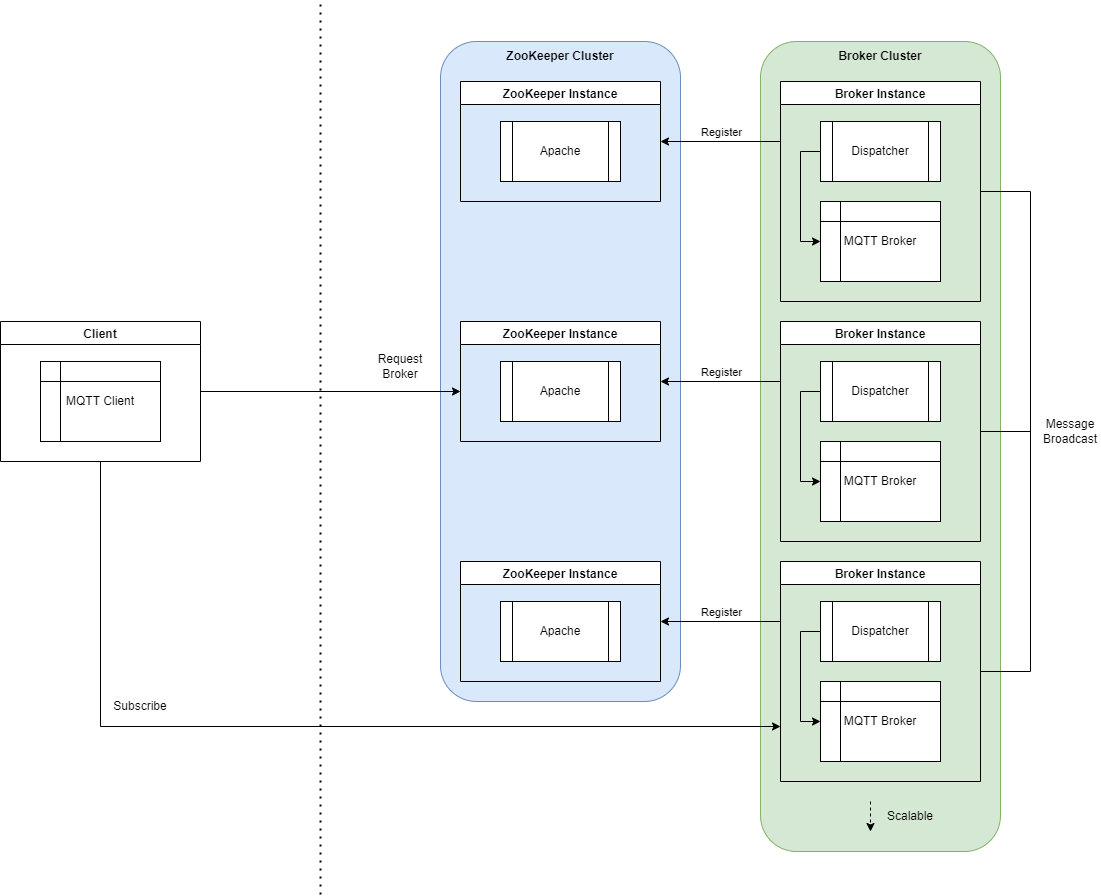 ZooKeeper Cluster
Broker Cluster
ZooKeeper Instance
Broker Instance
Apache
Register
Dispatcher
MQTT Broker
Client
MQTT Client
Request
Broker
ZooKeeper Instance
Broker Instance
Apache
Register
Dispatcher
MQTT Broker
Message
Broadcast
ZooKeeper Instance
Broker Instance
Apache
Register
Dispatcher
Subscribe
MQTT Broker
Scalable